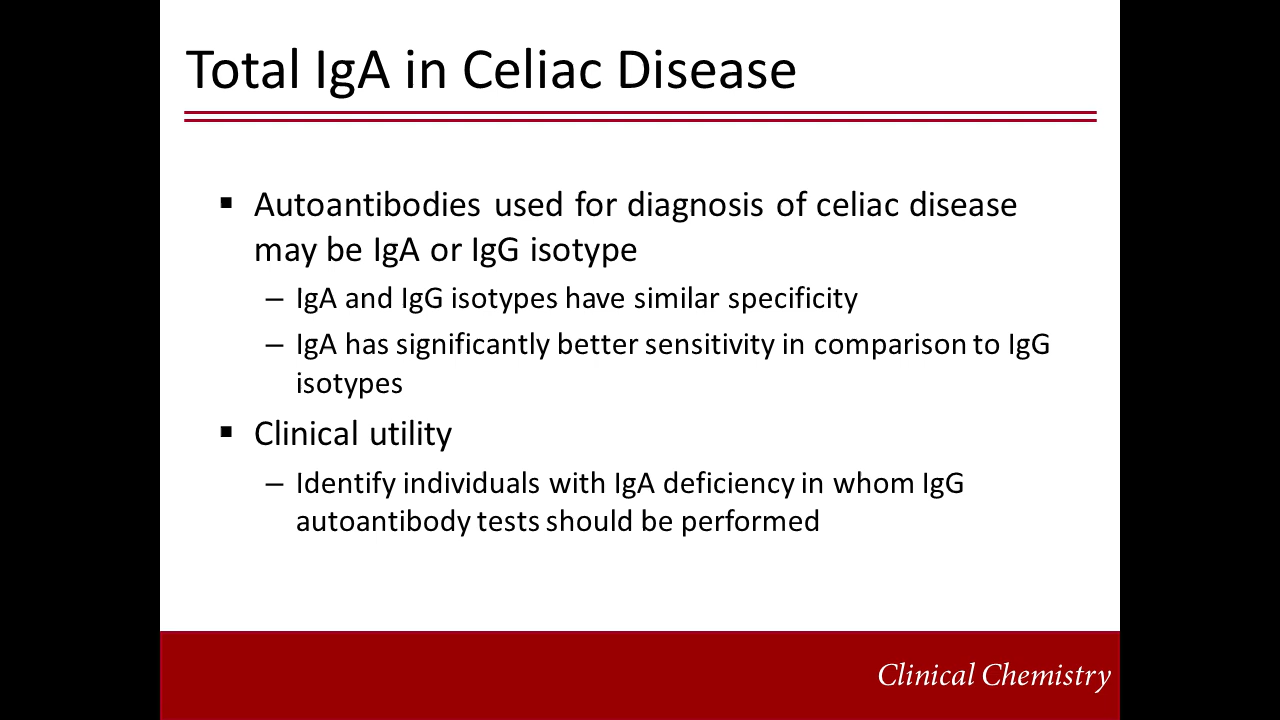 Total IgA in Celiac Disease
▪ Autoantibodies used for diagnosis of celiac disease
may be IgA or IgG isotype
– IgA and IgG isotypes have similar specificity
– IgA has significantly better sensitivity in comparison to IgG
isotypes
▪ Clinical utility
– Identify individuals with IgA deficiency in whom IgG
autoantibody tests should be performed
Clinical Chemistry